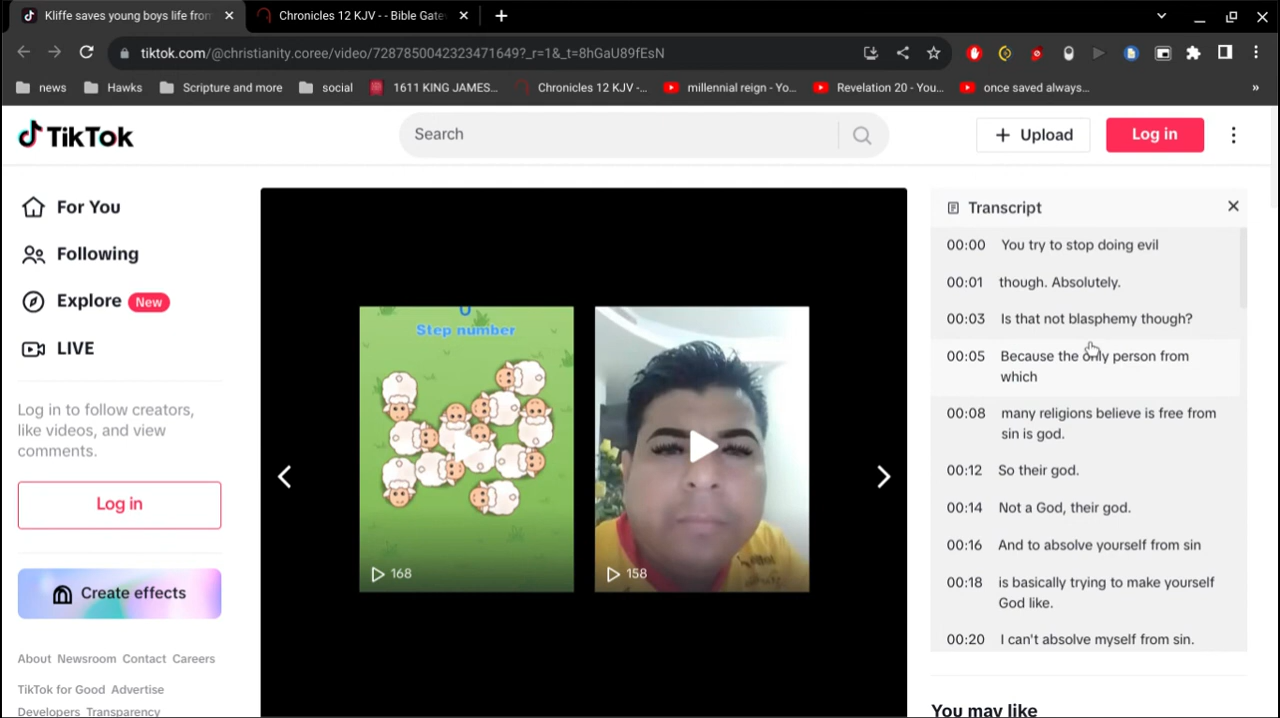 Kliffe saves young boys life from
Chronicles 12 KJV - - Bible Gate
tiktok.com/@christianity.coree/video/7287850042323471649?_r=1&_t=8hGaU89fEsN
news
Hawks
Scripture and more
social
1611 KING JAMES...
Chronicles 12 KJV -...
millennial reign - Yo...
Revelation 20 - You...
once saved always...
»
TikTok
Search
+ Upload
Log in
For You
Following
Explore New
LIVE
Log in to follow creators,
like videos, and view
comments.
Log in
Create effects
About Newsroom Contact Careers
TikTok for Good Advertise
Developers Transparency
0
Step number
168
158
Transcript
00:00 You try to stop doing evil
00:01 though. Absolutely.
00:03 Is that not blasphemy though?
00:05 Because the only person from
which
00:08 many religions believe is free from
sin is god.
00:12 So their god.
00:14 Not a God, their god.
00:16 And to absolve yourself from sin
00:18 is basically trying to make yourself
God like.
00:20 I can't absolve myself from sin.
You may like